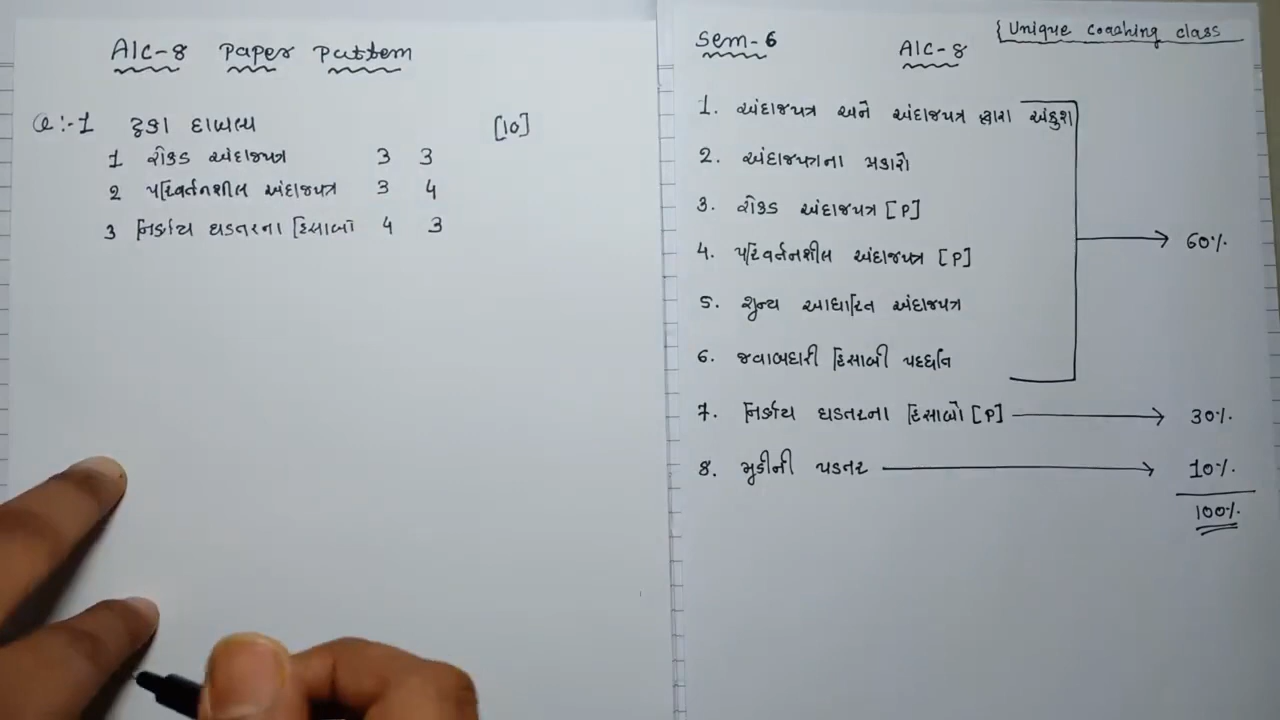 A/C-8 Paper Pattern
Q:-1 ટુકા દાખલા [10]
1 રોકડ અંદાજપત્ર 3 3
2 પરિવર્તનશીલ અંદાજપત્ર 3 4
3 નિર્ણય ઘડતરના હિસાબો 4 3
Unique coaching class
Sem-6 A/C-8
1. અંદાજપત્ર અને અંદાજપત્ર દ્વારા અંકુશ
2. અંદાજપત્રના પ્રકારો
3. રોકડ અંદાજપત્ર [P]
4. પરિવર્તનશીલ અંદાજપત્ર [P]
60%
5. શુન્ય આધારિત અંદાજપત્ર
6. જવાબદારી હિસાબી પદ્ધતિ
7. નિર્ણય ઘડતરના હિસાબો [P] 30%.
8. મુડીની પડતર 10%.
100%.